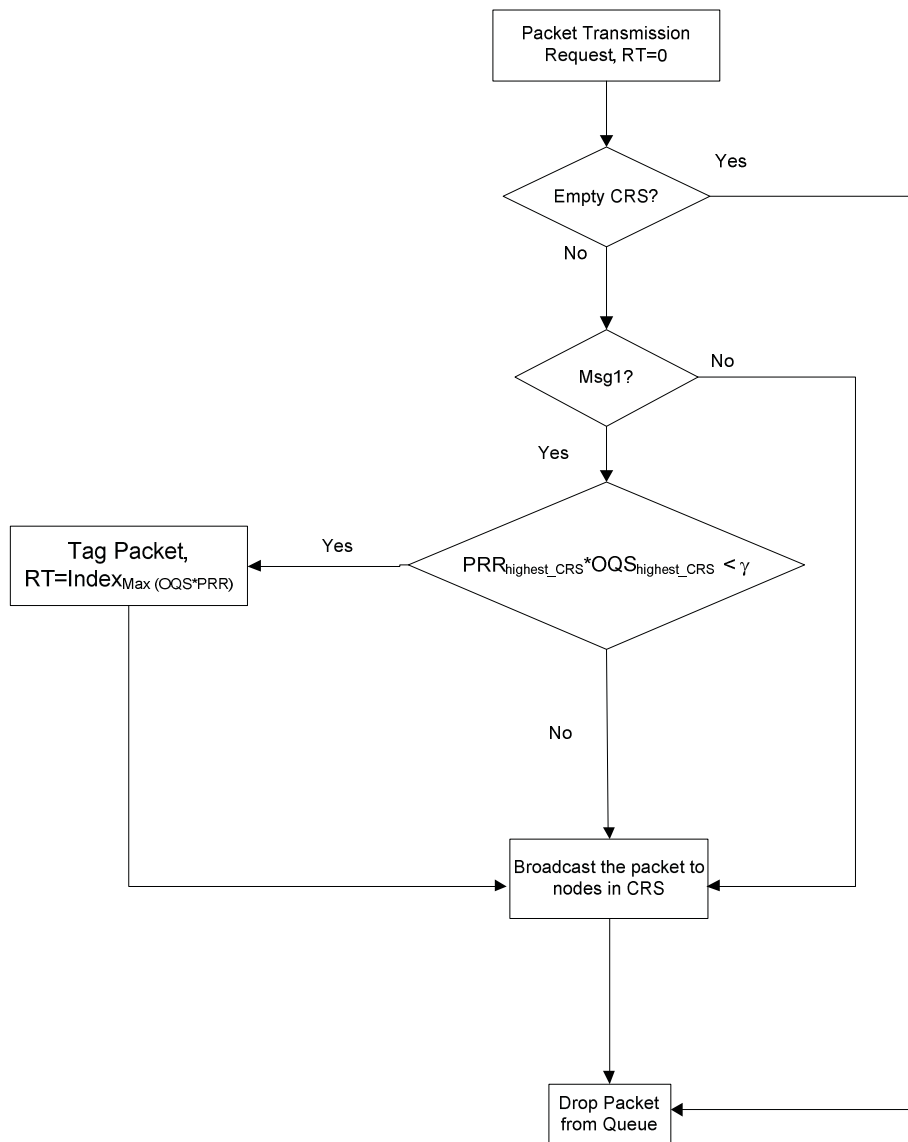 Packet Transmission
Request, RT=0
Yes
Empty CRS?
No
No
Msg1?
Yes
Tag Packet,
RT=Index_Max (OQS*PRR)
Yes
PRR_highest_CRS*OQS_highest_CRS < γ
No
Broadcast the packet to
nodes in CRS
Drop Packet
from Queue